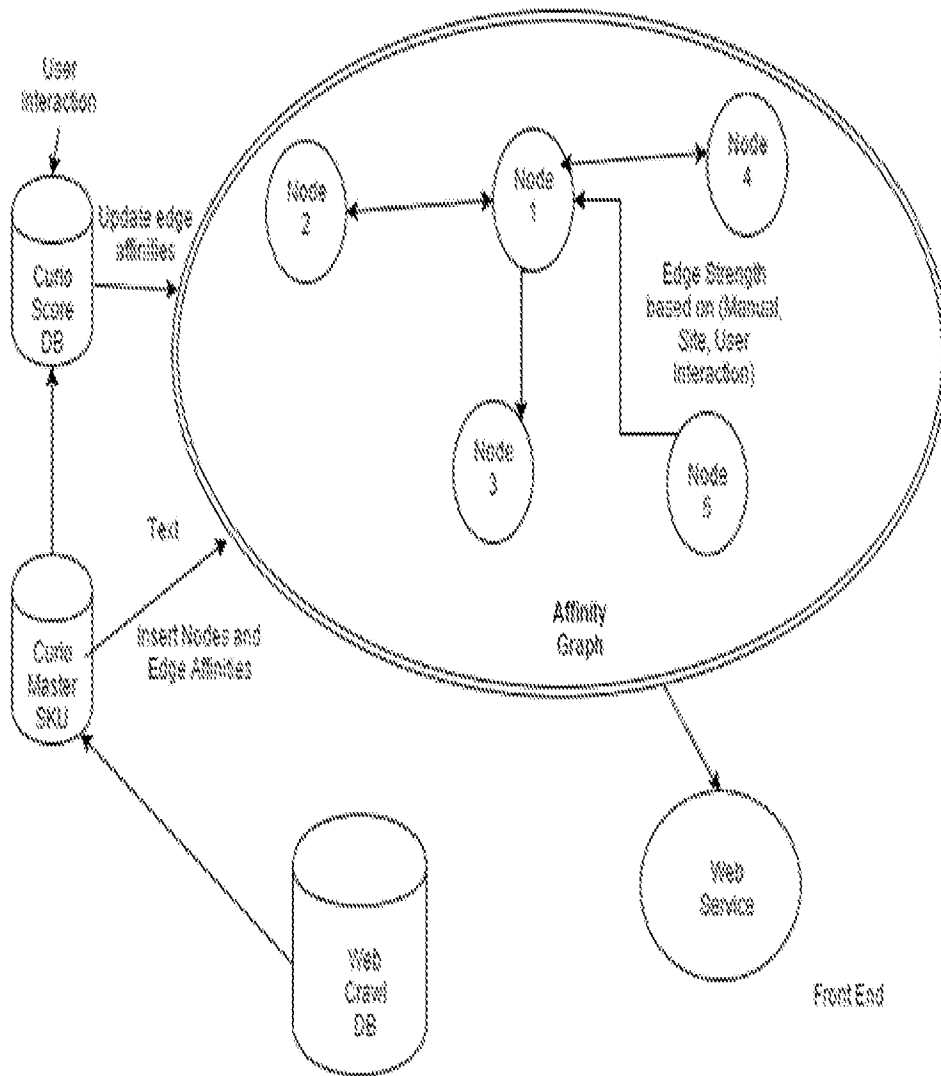 User
Interaction
Update edge
affinities
Curio
Score
DB
Node
2
Node
1
Node
4
Edge Strength
based on (Manual,
Site, User
Interaction)
Node
3
Node
5
Text
Insert Nodes and
Edge Affinities
Curio
Master
SKU
Affinity
Graph
Web
Service
Web
Crawl
DB
Front End